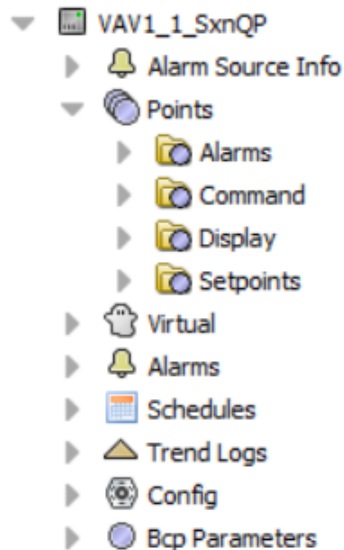 VAV1_1_SxnQP
Alarm Source Info
Points
Alarms
Command
Display
Setpoints
Virtual
Alarms
Schedules
Trend Logs
Config
Bcp Parameters